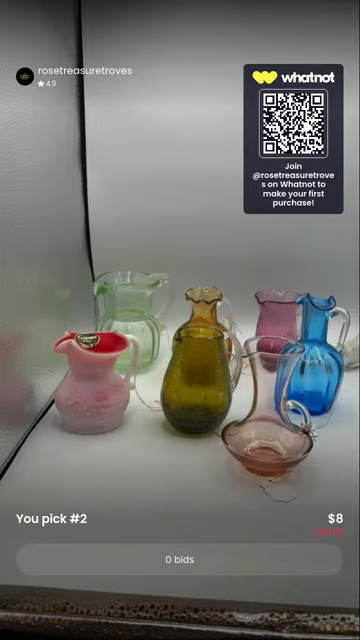 rosetreasuretroves
4.9
whatnot
Join
@rosetreasuretrove
s on Whatnot to
make your first
purchase!
You pick #2
$8
0 bids